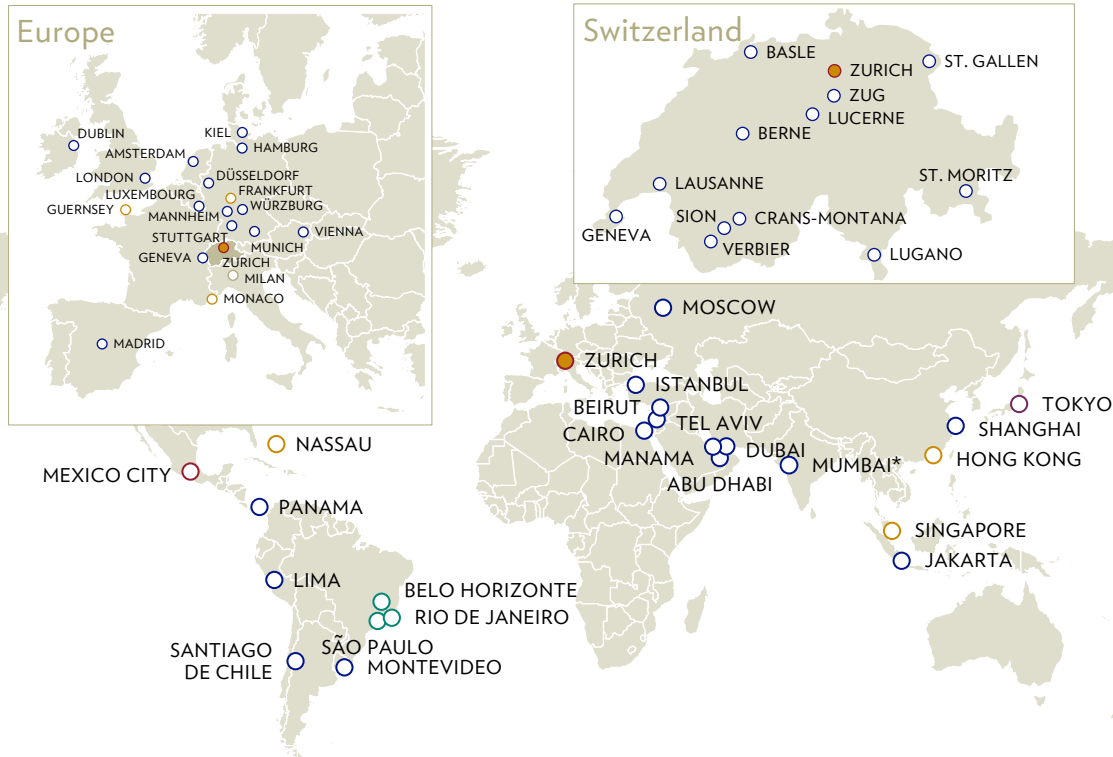 Europe
DUBLIN
KIEL
HAMBURG
AMSTERDAM
LONDON
DÜSSELDORF
LUXEMBOURG
FRANKFURT
GUERNSEY
MANNHEIM
WÜRZBURG
STUTTGART
MUNICH
VIENNA
GENEVA
ZURICH
MILAN
MONACO
MADRID
Switzerland
BASLE
ZURICH
ST. GALLEN
ZUG
LUCERNE
BERNE
LAUSANNE
ST. MORITZ
GENEVA
SION
CRANS-MONTANA
VERBIER
LUGANO
MOSCOW
ZURICH
ISTANBUL
BEIRUT
TEL AVIV
CAIRO
MANAMA
DUBAI
ABU DHABI
MUMBAI*
TOKYO
SHANGHAI
HONG KONG
SINGAPORE
JAKARTA
NASSAU
MEXICO CITY
PANAMA
LIMA
BELO HORIZONTE
RIO DE JANEIRO
SÃO PAULO
SANTIAGO
DE CHILE
MONTEVIDEO